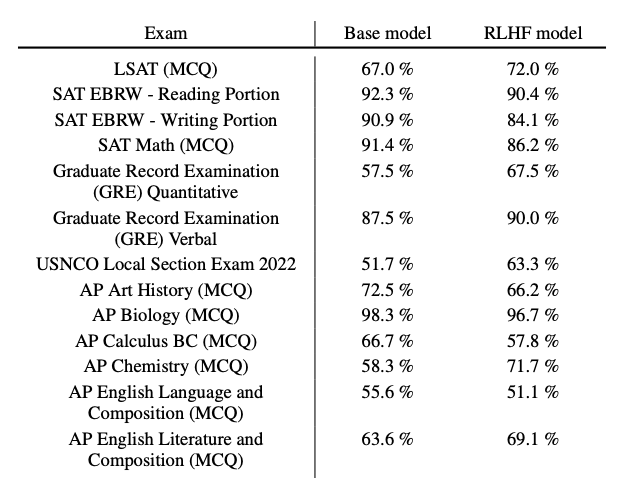 Exam Base model RLHF model
LSAT (MCQ) 67.0 % 72.0 %
SAT EBRW - Reading Portion 92.3 % 90.4 %
SAT EBRW - Writing Portion 90.9 % 84.1 %
SAT Math (MCQ) 91.4 % 86.2 %
Graduate Record Examination 57.5 % 67.5 %
(GRE) Quantitative
Graduate Record Examination 87.5 % 90.0 %
(GRE) Verbal
USNCO Local Section Exam 2022 51.7 % 63.3 %
AP Art History (MCQ) 72.5 % 66.2 %
AP Biology (MCQ) 98.3 % 96.7 %
AP Calculus BC (MCQ) 66.7 % 57.8 %
AP Chemistry (MCQ) 58.3 % 71.7 %
AP English Language and 55.6 % 51.1 %
Composition (MCQ)
AP English Literature and 63.6 % 69.1 %
Composition (MCQ)